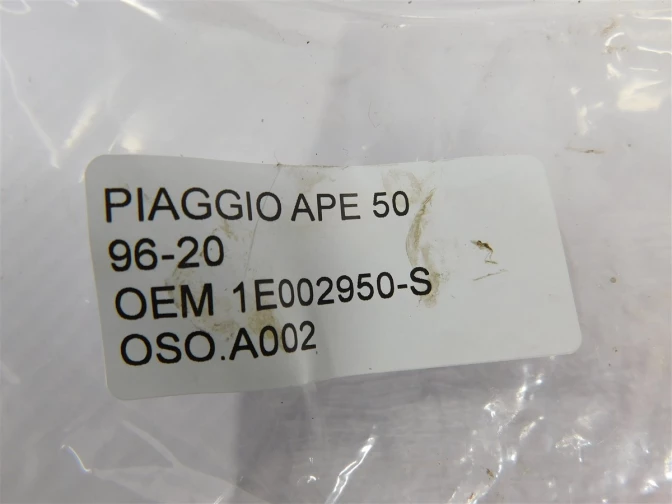 PIAGGIO APE 50
96-20
OEM 1E002950-S
OSO.A002